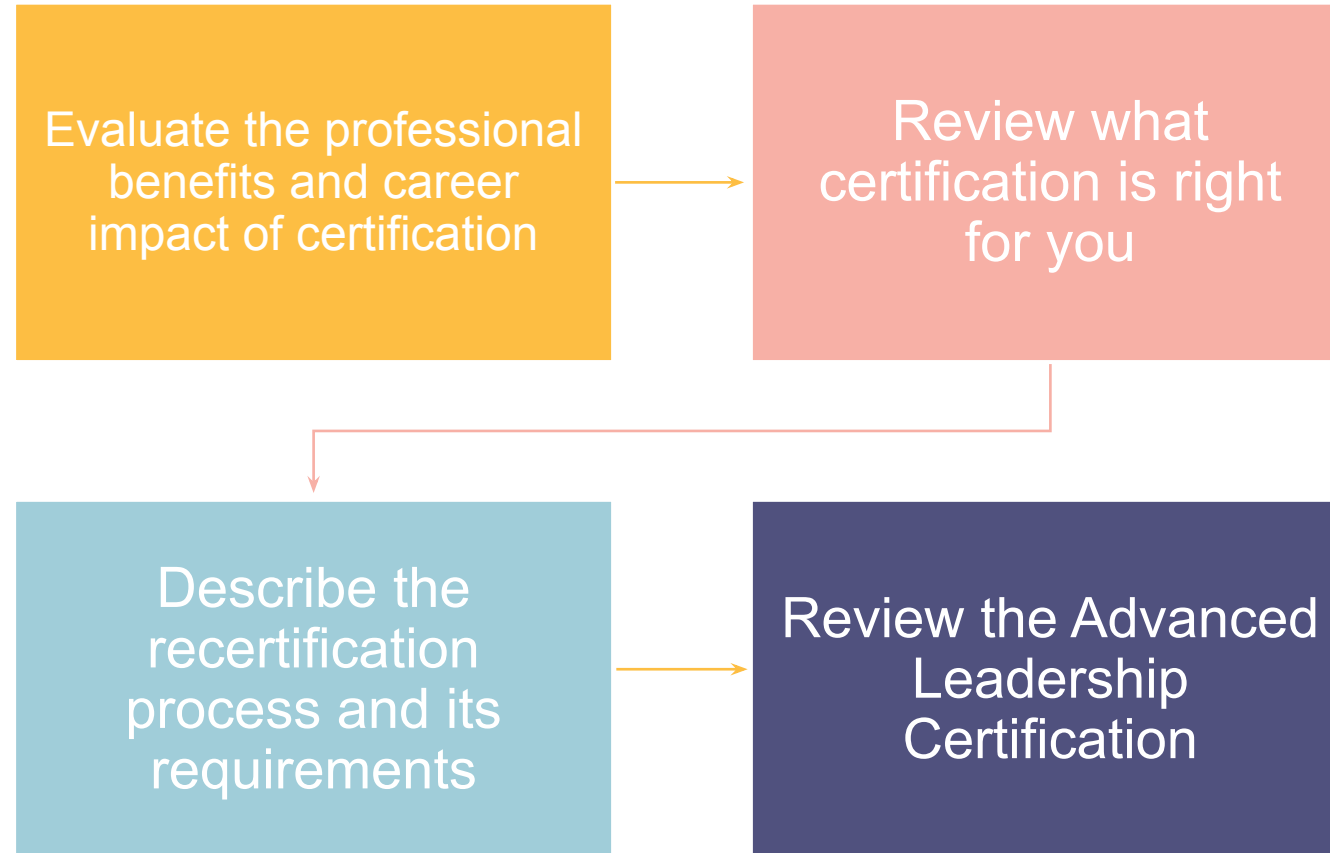 Evaluate the professional
benefits and career
impact of certification
Review what
certification is right
for you
Describe the
recertification
process and its
requirements
Review the Advanced
Leadership
Certification